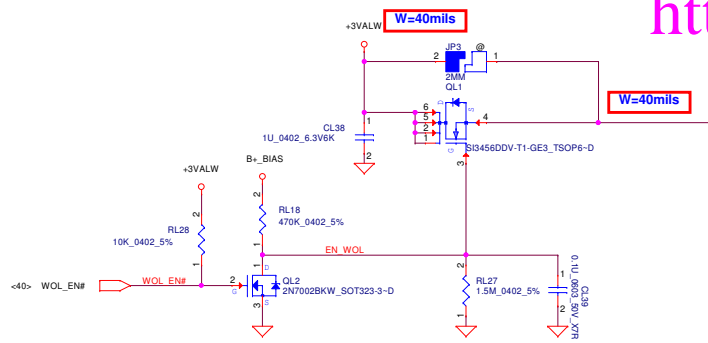 htt
+3VALW
W=40mils
2
JP3
@
1
2MM
QL1
W=40mils
6
5
2
1
D
S
G
4
3
SI3456DDV-T1-GE3_TSOP6~D
1
CL38
1U_0402_6.3V6K
2
+3VALW
B+_BIAS
2
RL28
10K_0402_5%
1
2
RL18
470K_0402_5%
1
EN_WOL
<40> WOL_EN#
WOL_EN#
2
G
1
D
QL2
2N7002BKW_SOT323-3~D
3
S
2
RL27
1.5M_0402_5%
1
1
CL39
0.1U_0603_50V_X7R
2